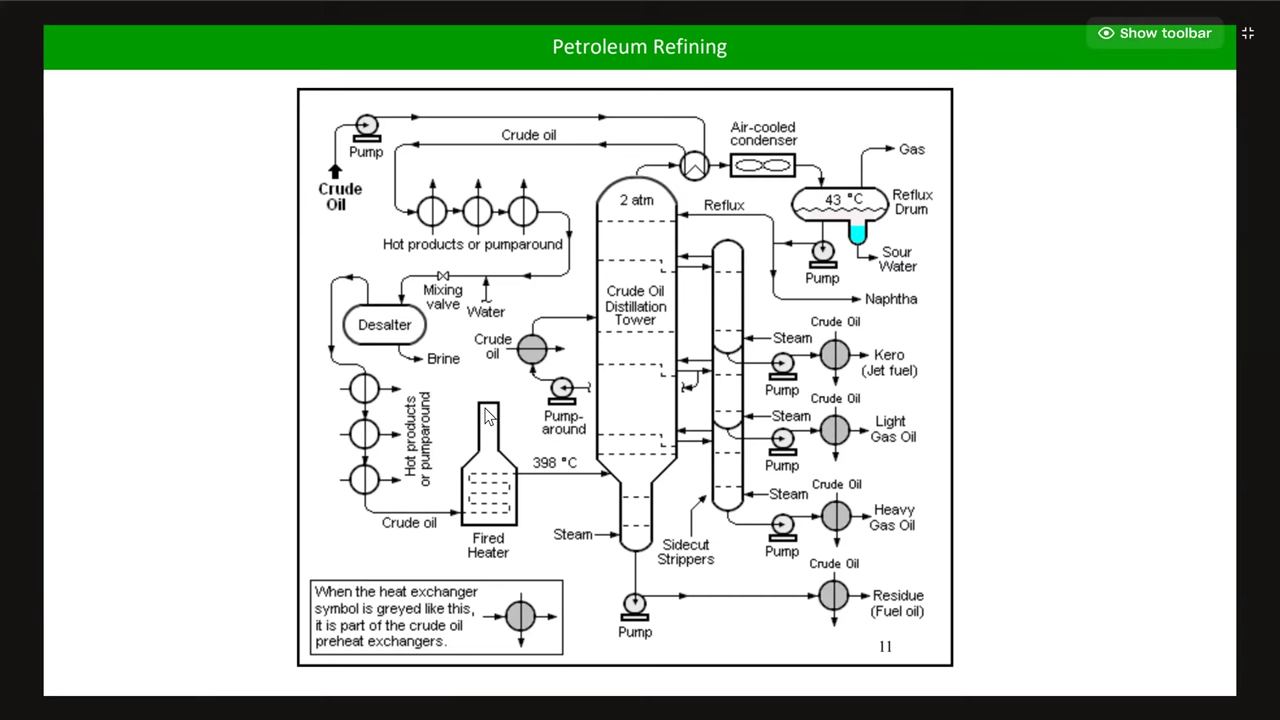 Petroleum Refining
Show toolbar
Pump
Crude oil
Crude
Oil
Air-cooled
condenser
Gas
43 °C
Reflux
Drum
2 atm
Reflux
Hot products or pumparound
Sour
Water
Pump
Mixing
valve
Water
Naphtha
Crude Oil
Distillation
Tower
Desalter
Brine
Crude
oil
Crude Oil
Steam
Kero
(Jet fuel)
Pump
Pump-
around
Hot products
or pumparound
Crude Oil
Steam
Light
Gas Oil
Pump
398 °C
Crude Oil
Steam
Heavy
Gas Oil
Pump
Crude oil
Fired
Heater
Steam
Sidecut
Strippers
Crude Oil
Residue
(Fuel oil)
Pump
When the heat exchanger
symbol is greyed like this,
it is part of the crude oil
preheat exchangers.
11